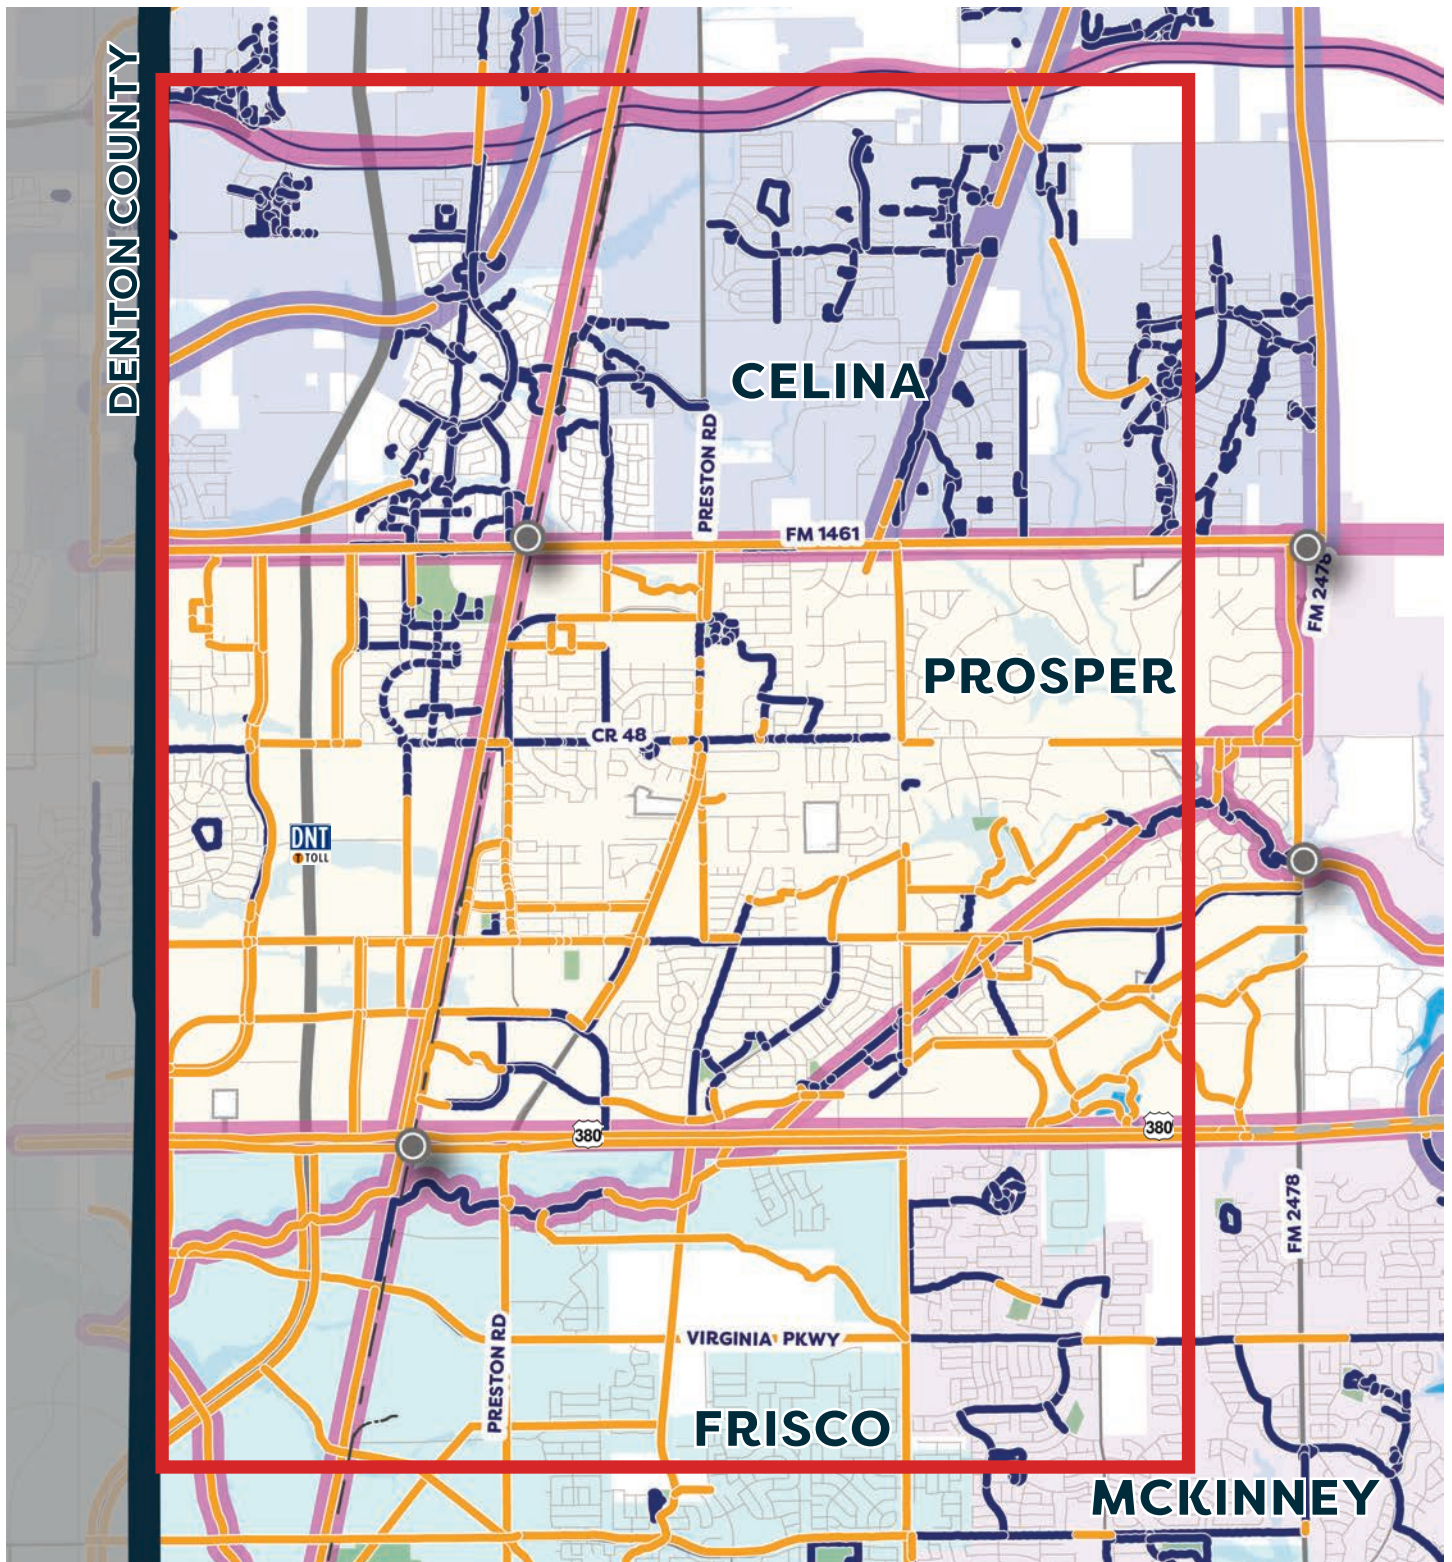 DENTON COUNTY
CELINA
PRESTON RD
FM 1461
FM 2478
PROSPER
CR 48
DNT
T TOLL
380
380
FM 2478
PRESTON RD
VIRGINIA PKWY
FRISCO
MCKINNEY